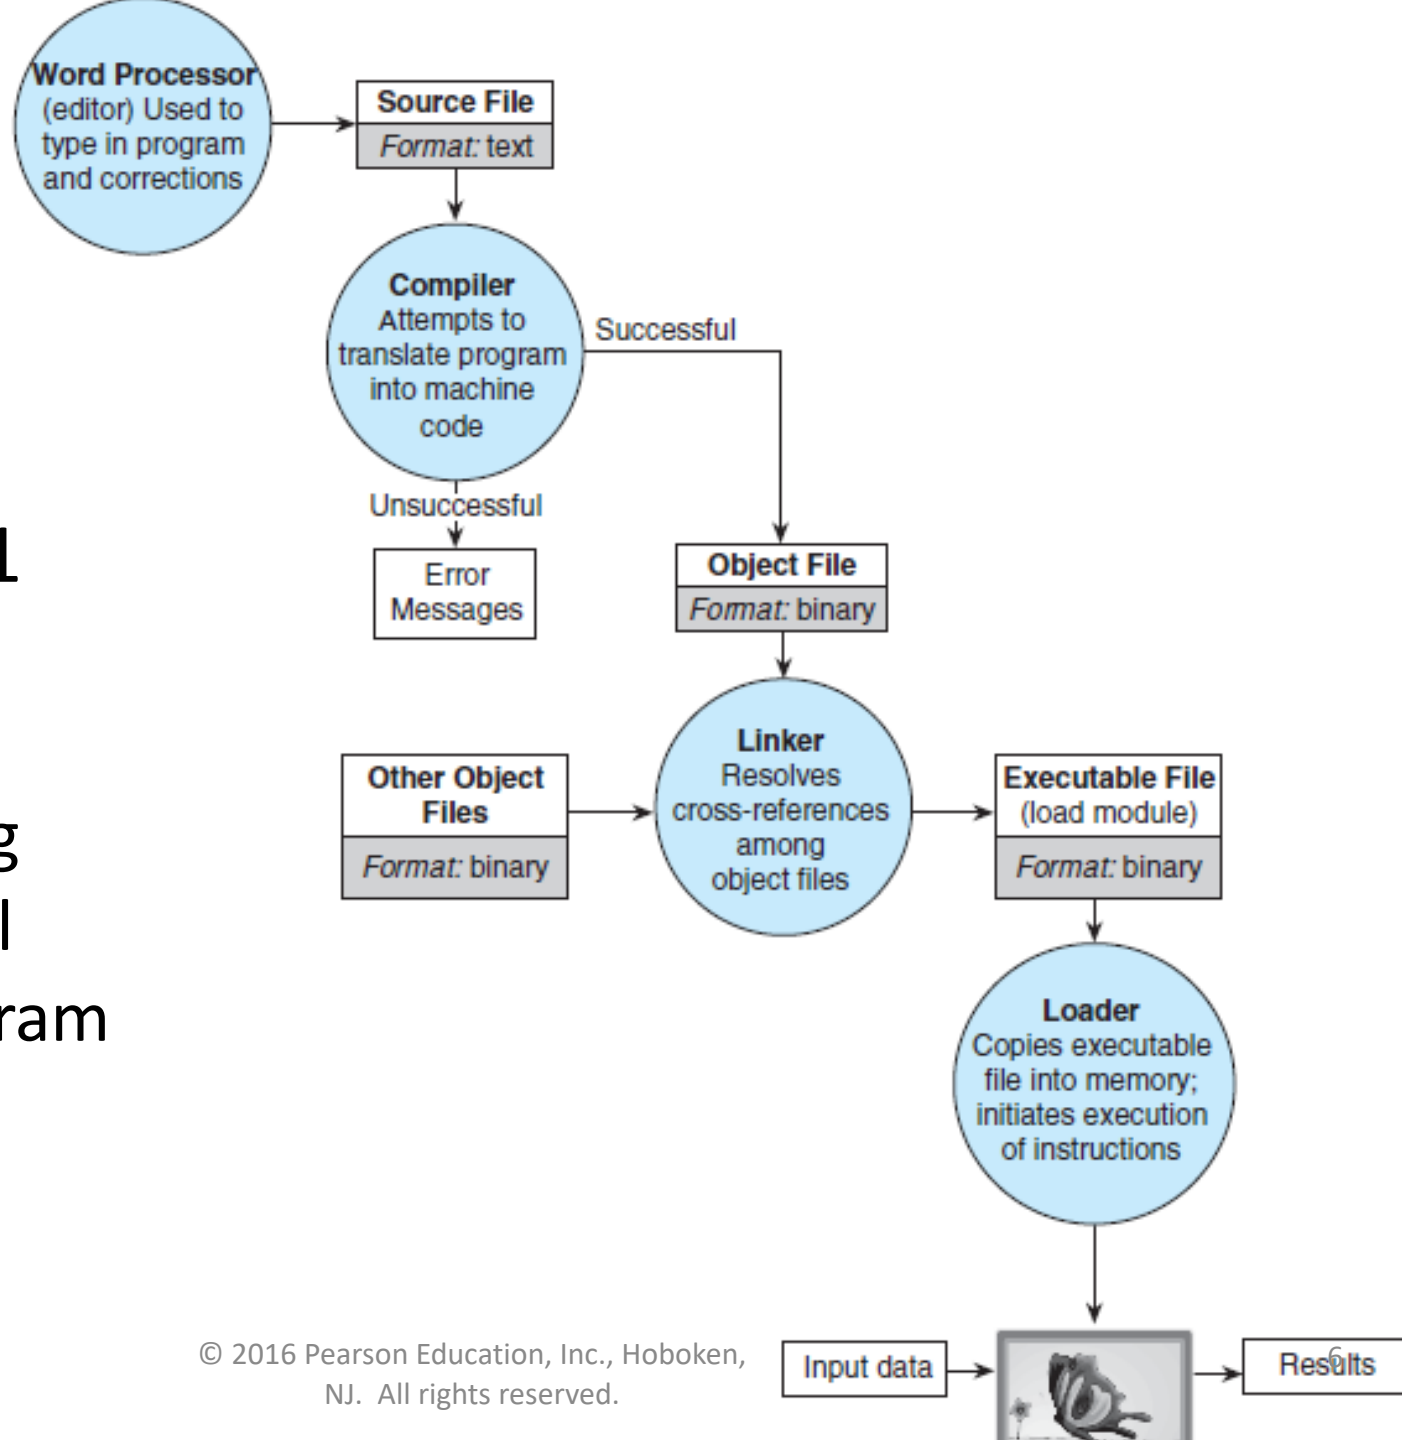 Word Processor
(editor) Used to
type in program
and corrections
Source File
Format: text
Compiler
Attempts to
translate program
into machine
code
Successful
Unsuccessful
Error
Messages
Object File
Format: binary
1
g
l
ram
Other Object
Files
Format: binary
Linker
Resolves
cross-references
among
object files
Executable File
(load module)
Format: binary
Loader
Copies executable
file into memory;
initiates execution
of instructions
© 2016 Pearson Education, Inc., Hoboken,
NJ.  All rights reserved.
Input data
Results
6